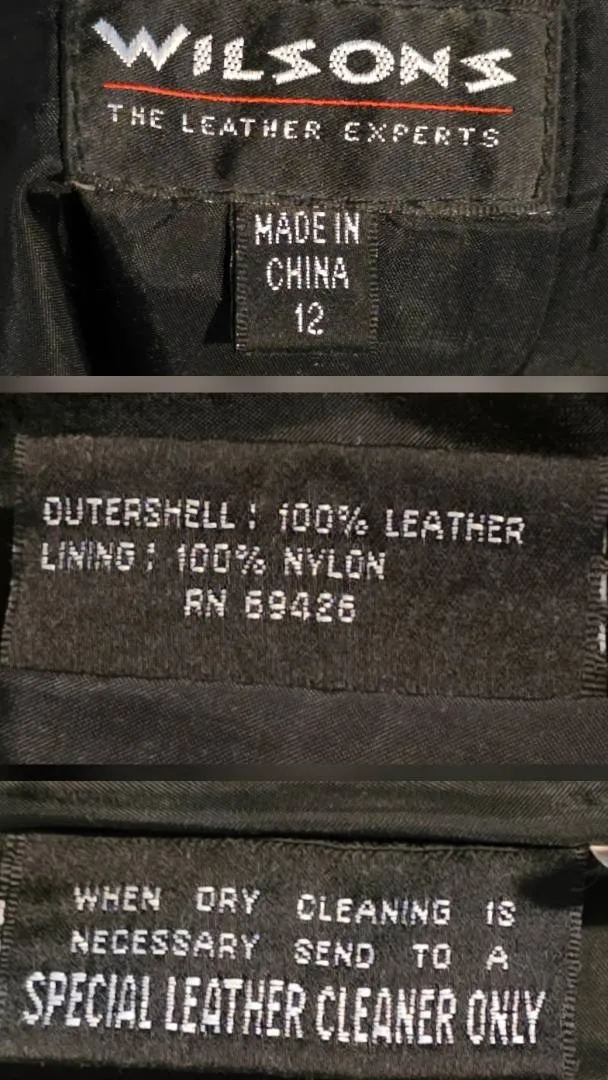 WILSONS
THE LEATHER EXPERTS
MADE IN
CHINA
12
OUTERSHELL : 100% LEATHER
LINING : 100% NYLON
RN 69426
WHEN DRY CLEANING IS
NECESSARY SEND TO A
SPECIAL LEATHER CLEANER ONLY